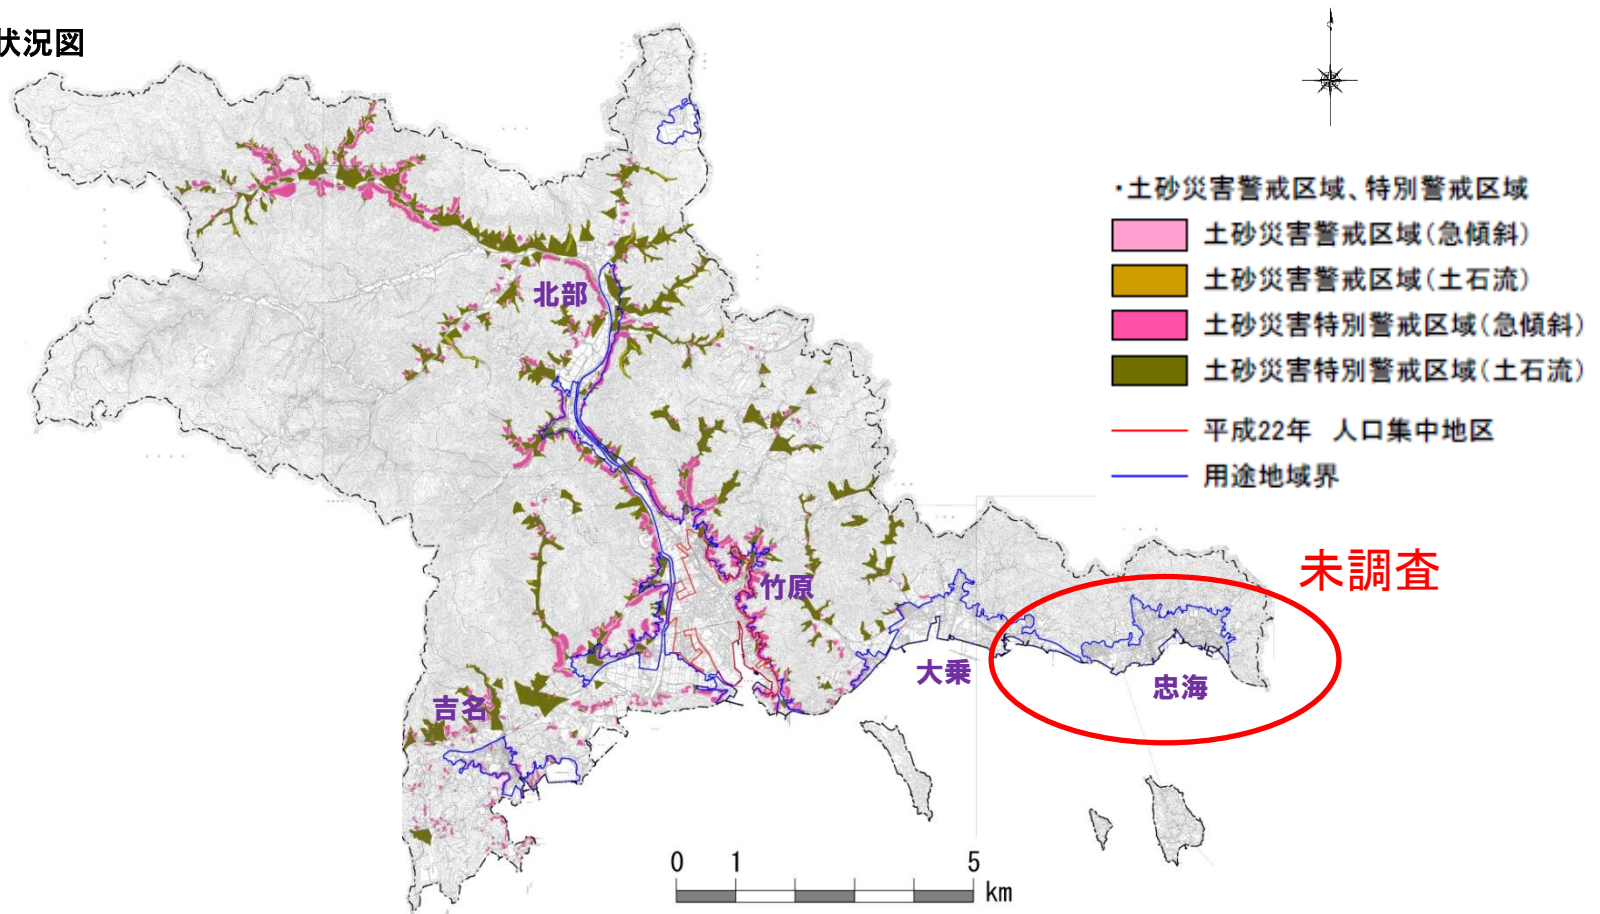 状況図
・土砂災害警戒区域、特別警戒区域
土砂災害警戒区域(急傾斜)
土砂災害警戒区域(土石流)
土砂災害特別警戒区域(急傾斜)
土砂災害特別警戒区域(土石流)
平成22年 人口集中地区
用途地域界
北部
未調査
竹原
大乗
忠海
吉名
0 1 5
km